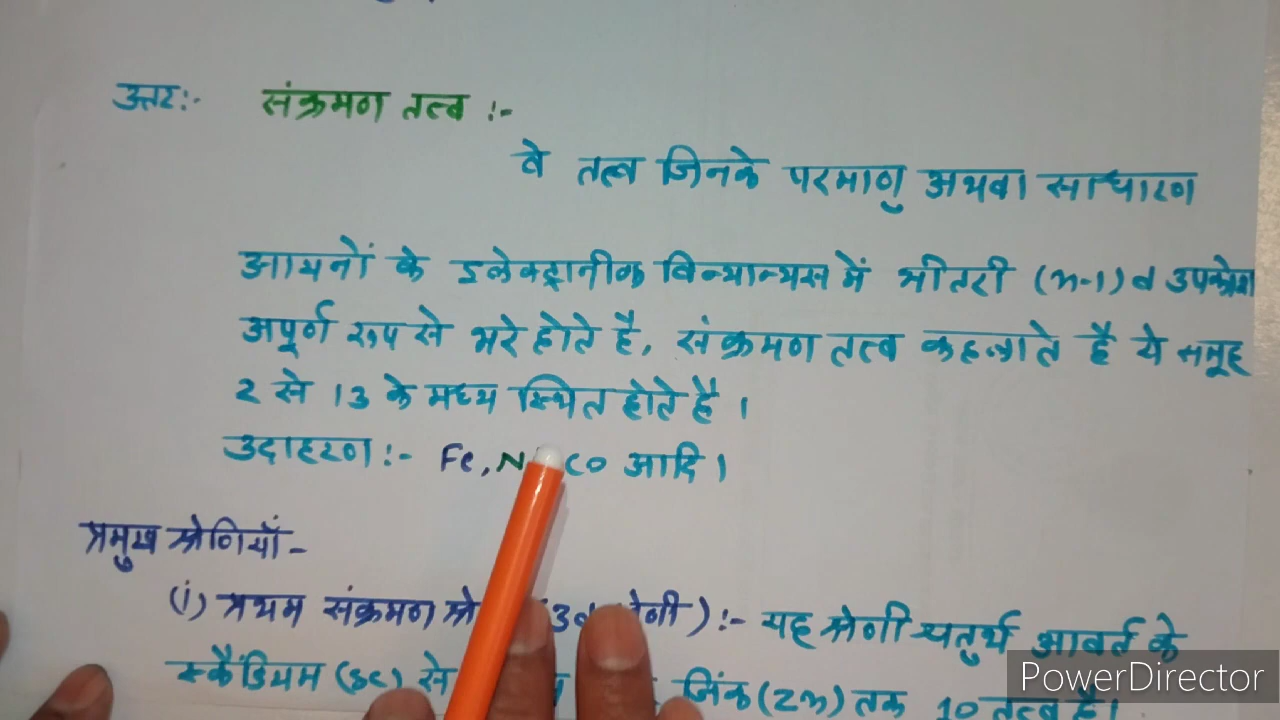 उत्तर:- संक्रमण तत्व :-
वे तत्व जिनके परमाणु अथवा साधारण
आयनों के इलेक्ट्रानीक विन्यान्यस में भीतरी (n-1) d उपकोश
अपूर्ण रूप से भरे होते है, संक्रमण तत्व कहलाते है ये समूह
2 से 13 के मध्य स्थित होते है ।
उदाहरण :- Fe, CO आदि ।
प्रमुख श्रेणियाँ -
(i) प्रथम संक्रमण :- यह श्रेणी चतुर्थ आवर्त के
स्कैंडियम (sc) से जिंक (Zn) तक 10 तत्व है।
PowerDirector